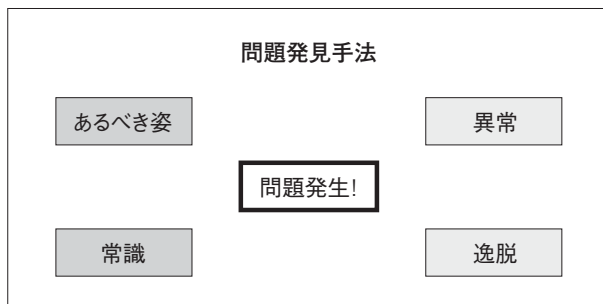 問題発見手法
あるべき姿
異常
問題発生!
常識
逸脱